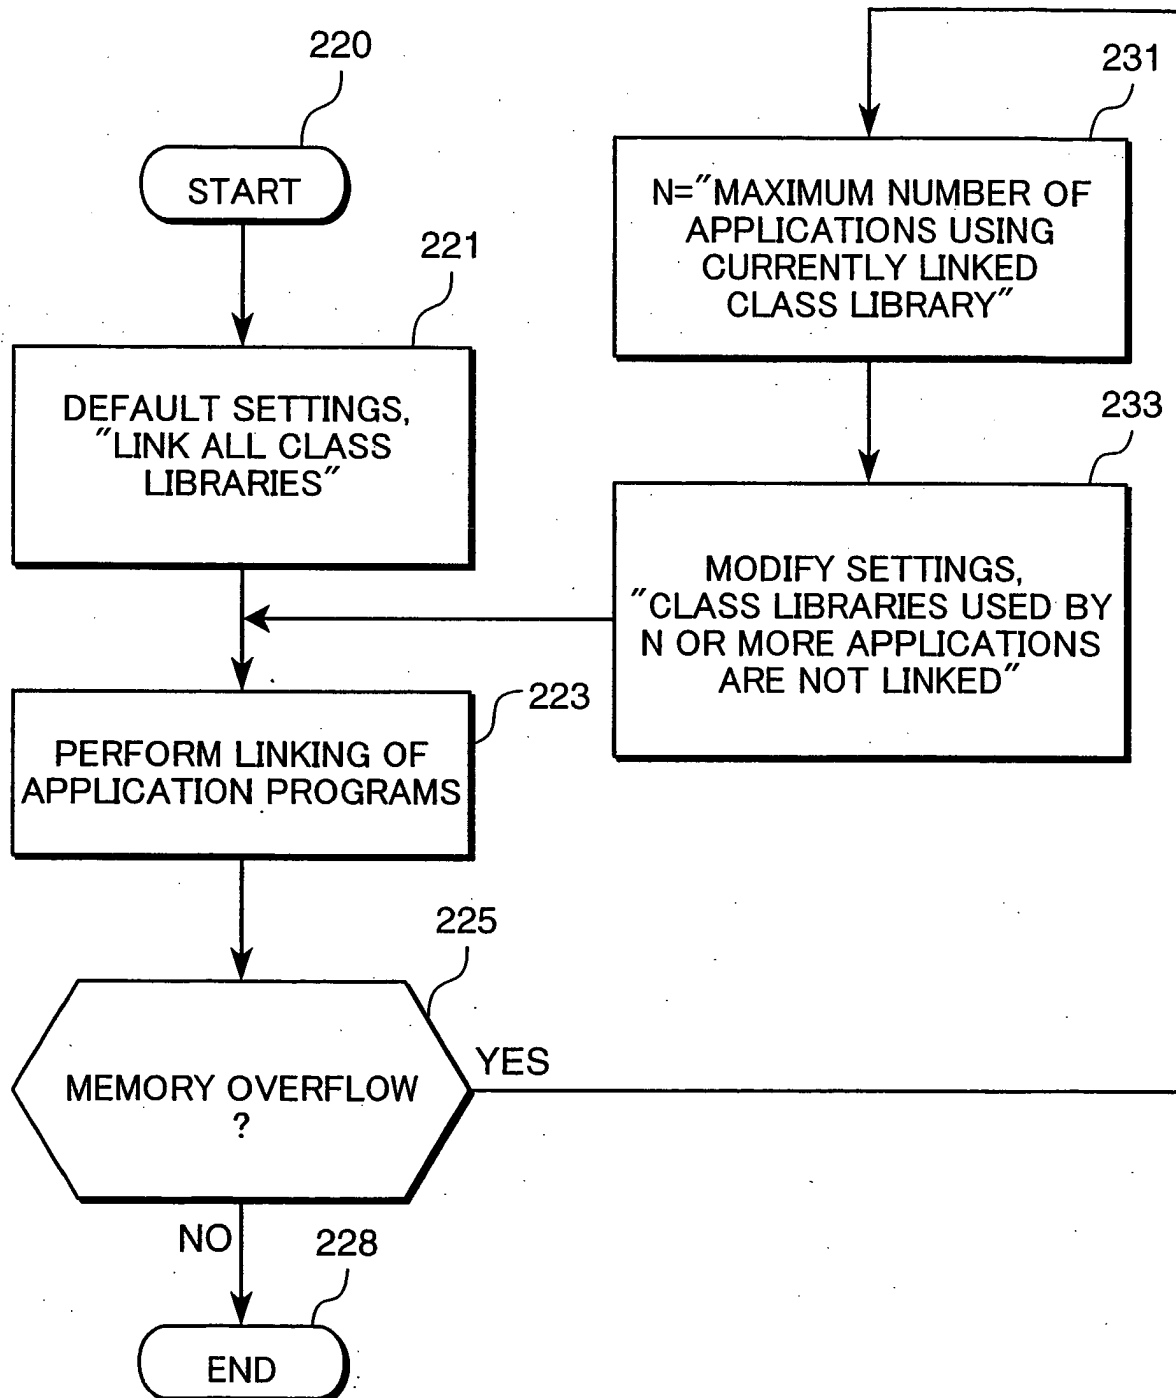 220
START
221
DEFAULT SETTINGS,
"LINK ALL CLASS
LIBRARIES"
223
PERFORM LINKING OF
APPLICATION PROGRAMS
225
MEMORY OVERFLOW
?
YES
NO
228
END
231
N="MAXIMUM NUMBER OF
APPLICATIONS USING
CURRENTLY LINKED
CLASS LIBRARY"
233
MODIFY SETTINGS,
"CLASS LIBRARIES USED BY
N OR MORE APPLICATIONS
ARE NOT LINKED"